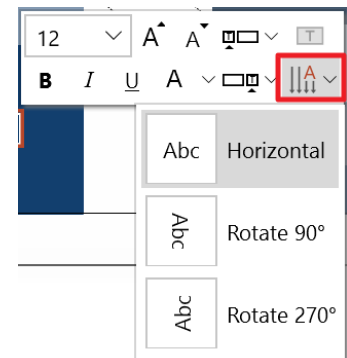 12 A A T T
B I U A T A
Abc Horizontal
Abc Rotate 90°
Abc Rotate 270°